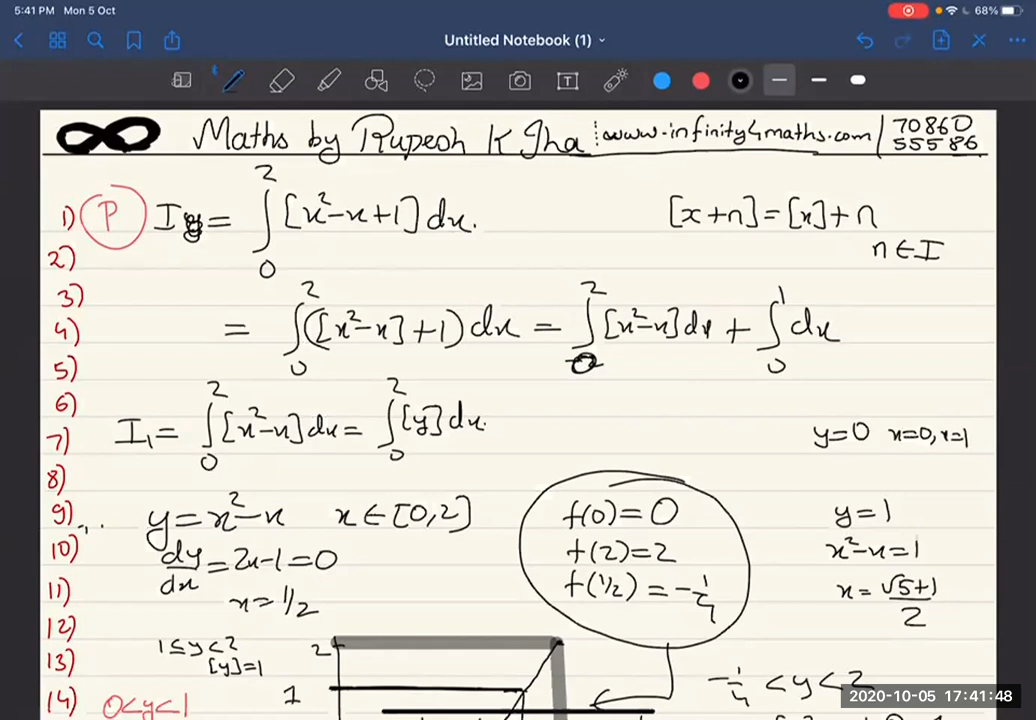 5:41 PM Mon 5 Oct 68%
Untitled Notebook (1)
∞ Maths by Rupesh K Jha www.infinity4maths.com / 70860 55586
1) P I = ∫₀² [x²-x+1] dx. [x+n] = [x]+n
2) n ∈ I
3)
4) = ∫₀² ([x²-x]+1) dx = ∫₀² [x²-x] dx + ∫₀¹ dx
5)
6)
7) I₁ = ∫₀² [x²-x] dx = ∫₀² [y] dx. y=0 x=0, x=1
8)
9) y = x²-x x ∈ [0,2] f(0) = 0 y = 1
10) dy/dx = 2x-1 = 0 f(2) = 2 x²-x = 1
11) x = 1/2 f(1/2) = -1/4 x = (√5+1)/2
12)
13) 1≤y<2 2
[y]=1
14) 0<y<1 1 -1/4 < y < 2
2020-10-05 17:41:48